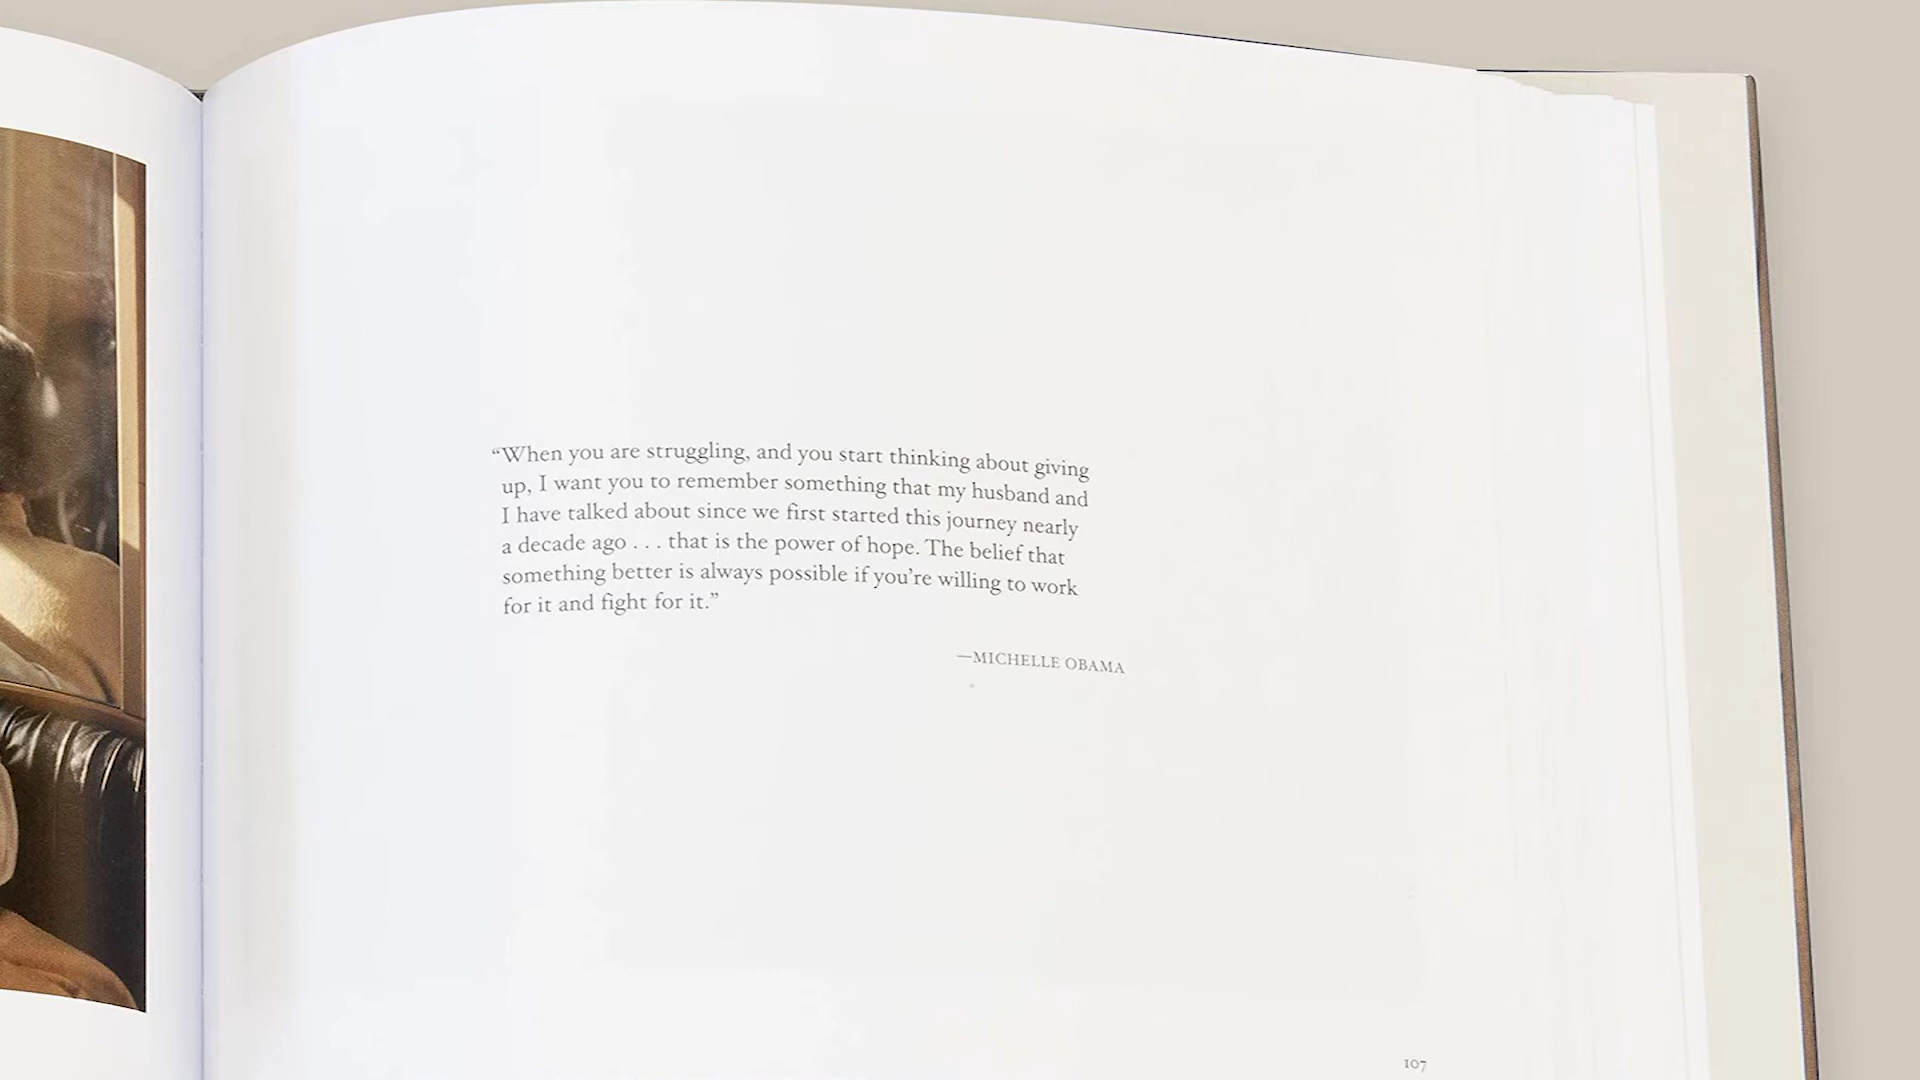 “When you are struggling, and you start thinking about giving
up, I want you to remember something that my husband and
I have talked about since we first started this journey nearly
a decade ago . . . that is the power of hope. The belief that
something better is always possible if you’re willing to work
for it and fight for it.”
—MICHELLE OBAMA
107